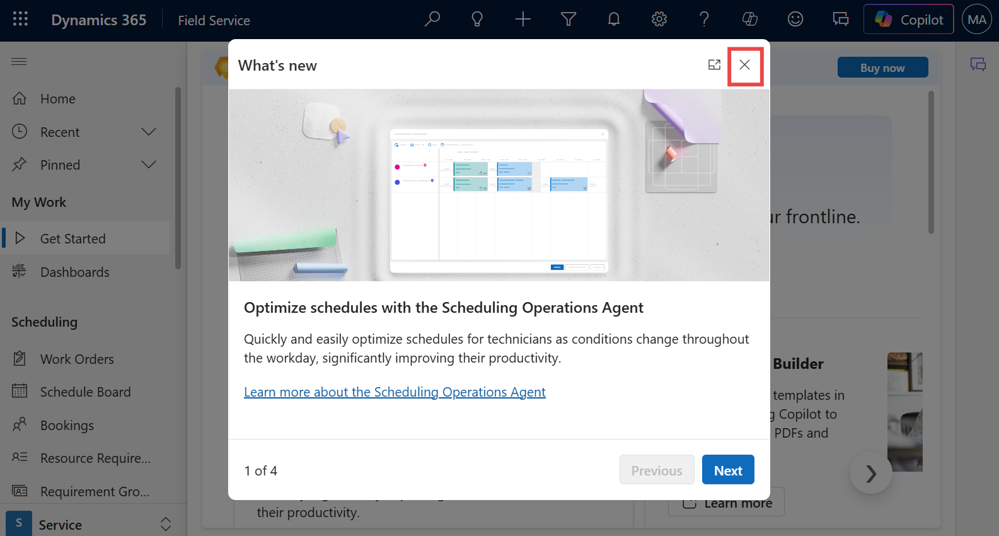 Dynamics 365
Field Service
Copilot
MA
What's new
Buy now
Home
Recent
Pinned
My Work
ur frontline.
Get Started
Dashboards
Optimize schedules with the Scheduling Operations Agent
Scheduling
Quickly and easily optimize schedules for technicians as conditions change throughout
the workday, significantly improving their productivity.
Work Orders
Builder
Schedule Board
Learn more about the Scheduling Operations Agent
templates in
g Copilot to
Bookings
PDFs and
Resource Require...
1 of 4
Previous
Next
Requirement Gro...
their productivity.
Learn more
S
Service